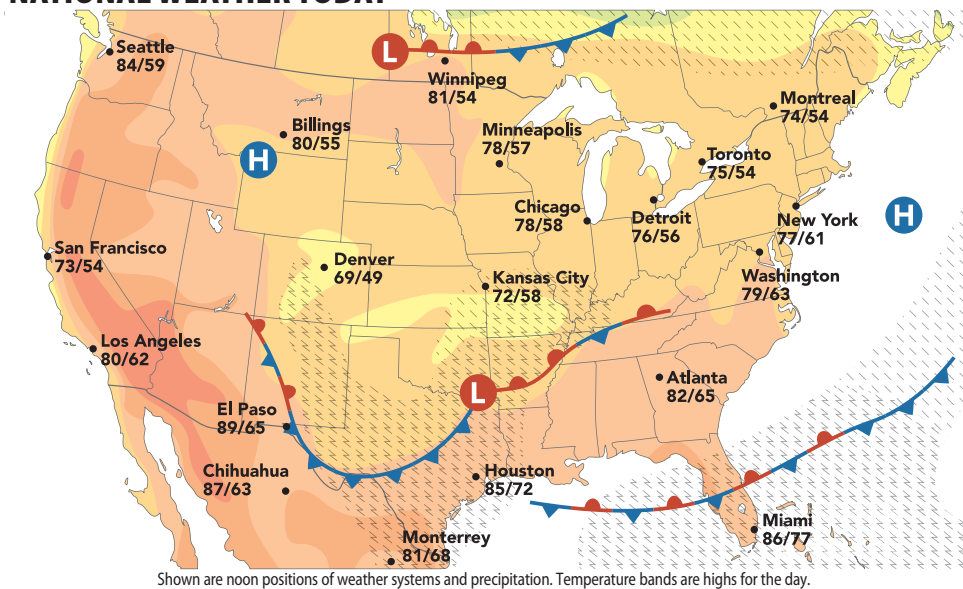 NATIONAL WEATHER TODAY
L
Seattle
84/59
Winnipeg
81/54
Montreal
74/54
Billings
80/55
H
Minneapolis
78/57
Toronto
75/54
Chicago
78/58
Detroit
76/56
New York
77/61
H
San Francisco
73/54
Denver
69/49
Kansas City
72/58
Washington
79/63
Los Angeles
80/62
L
Atlanta
82/65
El Paso
89/65
Chihuahua
87/63
Houston
85/72
Miami
86/77
Monterrey
81/68
Shown are noon positions of weather systems and precipitation. Temperature bands are highs for the day.